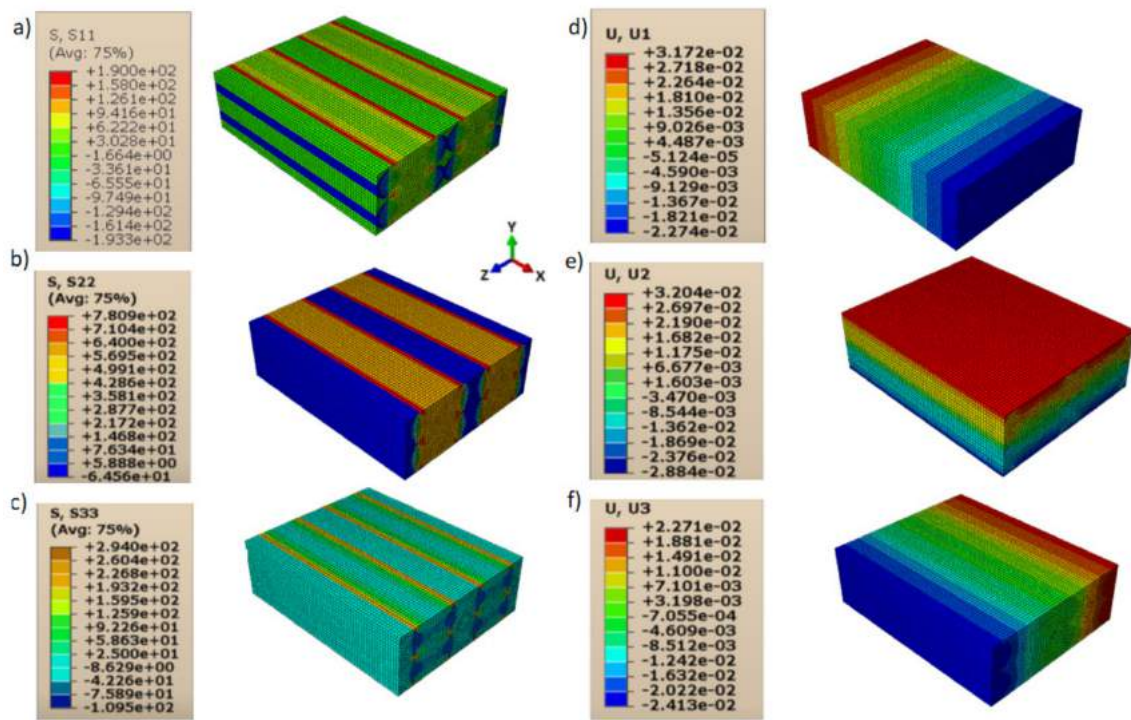 a)
S, S11
(Avg: 75%)
+1.900e+02
+1.580e+02
+1.261e+02
+9.416e+01
+6.222e+01
+3.028e+01
-1.664e+00
-3.361e+01
-6.555e+01
-9.749e+01
-1.294e+02
-1.614e+02
-1.933e+02
b)
S, S22
(Avg: 75%)
+7.809e+02
+7.104e+02
+6.400e+02
+5.695e+02
+4.991e+02
+4.286e+02
+3.581e+02
+2.877e+02
+2.172e+02
+1.468e+02
+7.634e+01
+5.888e+00
-6.456e+01
c)
S, S33
(Avg: 75%)
+2.940e+02
+2.604e+02
+2.268e+02
+1.932e+02
+1.595e+02
+1.259e+02
+9.226e+01
+5.863e+01
+2.500e+01
-8.629e+00
-4.226e+01
-7.589e+01
-1.095e+02
Y
Z
X
d)
U, U1
+3.172e-02
+2.718e-02
+2.264e-02
+1.810e-02
+1.356e-02
+9.026e-03
+4.487e-03
-5.124e-05
-4.590e-03
-9.129e-03
-1.367e-02
-1.821e-02
-2.274e-02
e)
U, U2
+3.204e-02
+2.697e-02
+2.190e-02
+1.682e-02
+1.175e-02
+6.677e-03
+1.603e-03
-3.470e-03
-8.544e-03
-1.362e-02
-1.869e-02
-2.376e-02
-2.884e-02
f)
U, U3
+2.271e-02
+1.881e-02
+1.491e-02
+1.100e-02
+7.101e-03
+3.198e-03
-7.055e-04
-4.609e-03
-8.512e-03
-1.242e-02
-1.632e-02
-2.022e-02
-2.413e-02